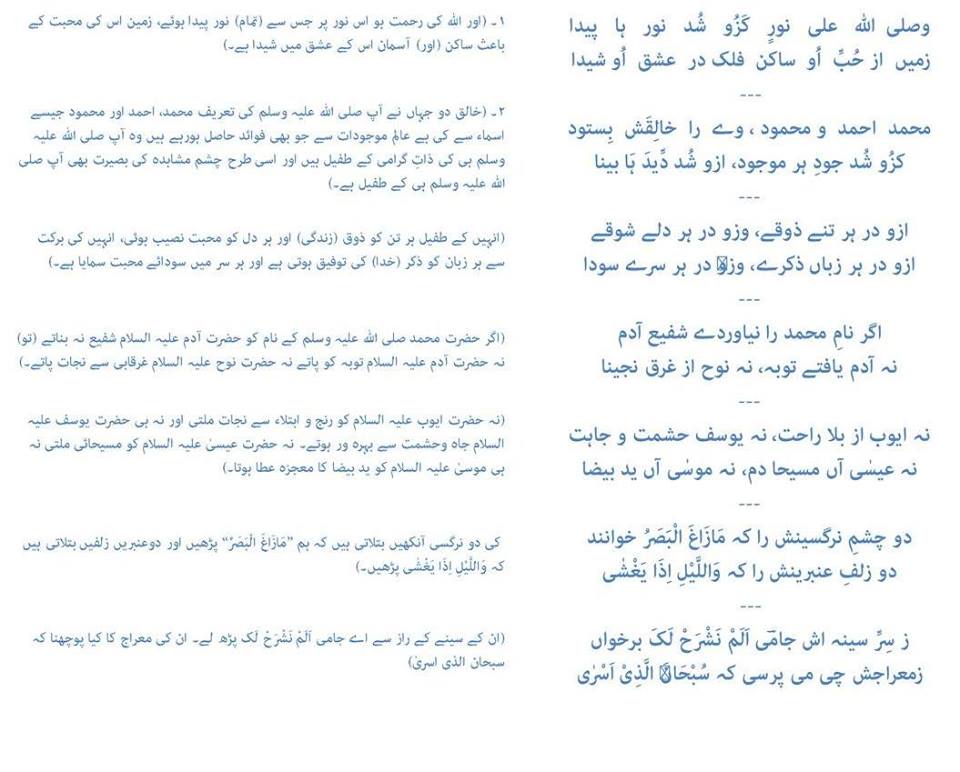 وصلی اللہ علی نورٍ کَزُو شُد نور ہا پیدا
زمیں از حُبِّ اُو ساکن فلک در عشق اُو شیدا
---
محمد احمد و محمود ، وے را خالِقَش بِستود
کزُو شُد جودِ ہر موجود، ازو شُد دِّیدَ ہَا بینا
---
ازو در ہر تنے ذوقے، وزو در ہر دلے شوقے
ازو در ہر زباں ذکرے، وزو در ہر سرے سودا
---
اگر نامِ محمد را نیاوردے شفیع آدم
نہ آدم یافتے توبہ، نہ نوح از غرق نجینا
---
نہ ایوب از بلا راحت، نہ یوسف حشمت و جاہت
نہ عیسٰی آں مسیحا دم، نہ موسٰی آں ید بیضا
---
دو چشمِ نرگسینش را کہ مَازَاغَ الْبَصَرُ خوانند
دو زلفِ عنبرینش را کہ وَاللَّیْلِ اِذَا یَغْشٰی
---
ز سِرِّ سینہ اش جامؔی اَلَمْ نَشْرَحْ لَکَ برخواں
زمعراجش چی می پرسی کہ سُبْحَانَ الَّذِیْ اَسْرٰی
۱۔ (اور اللہ کی رحمت ہو اس نور پر جس سے (تمام) نور پیدا ہوئے، زمین اس کی محبت کے
باعث ساکن (اور) آسمان اس کے عشق میں شیدا ہے۔)
۲۔ (خالق دو جہاں نے آپ صلی اللہ علیہ وسلم کی تعریف محمد، احمد اور محمود جیسے
اسماء سے کی ہے عالمِ موجودات سے جو بھی فوائد حاصل ہورہے ہیں وہ آپ صلی اللہ علیہ
وسلم ہی کی ذاتِ گرامی کے طفیل ہیں اور اسی طرح چشم مشاہدہ کی بصیرت بھی آپ صلی
اللہ علیہ وسلم ہی کے طفیل ہے۔)
(انہیں کے طفیل ہر تن کو ذوق (زندگی) اور ہر دل کو محبت نصیب ہوئی، انہیں کی برکت
سے ہر زبان کو ذکر (خدا) کی توفیق ہوتی ہے اور ہر سر میں سودائے محبت سمایا ہے۔)
(اگر حضرت محمد صلی اللہ علیہ وسلم کے نام کو حضرت آدم علیہ السلام شفیع نہ بناتے (تو)
نہ حضرت آدم علیہ السلام توبہ کو پاتے نہ حضرت نوح علیہ السلام غرقابی سے نجات پاتے۔)
(نہ حضرت ایوب علیہ السلام کو رنج و ابتلاء سے نجات ملتی اور نہ ہی حضرت یوسف علیہ
السلام جاہ وحشمت سے بہرہ ور ہوتے۔ نہ حضرت عیسیٰ علیہ السلام کو مسیحائی ملتی نہ
ہی موسیٰ علیہ السلام کو ید بیضا کا معجزہ عطا ہوتا۔)
کی دو نرگسی آنکھیں بتلاتی ہیں کہ ہم ”مَازَاغَ الْبَصَرُ“ پڑھیں اور دوعنبریں زلفیں بتلاتی ہیں
کہ وَاللَّیْلِ اِذَا یَغْشٰی پڑھیں۔)
(ان کے سینے کے راز سے اے جامی اَلَمْ نَشْرَحْ لَک پڑھ لے۔ ان کی معراج کا کیا پوچھنا کہ
سبحان الذی اسریٰ)